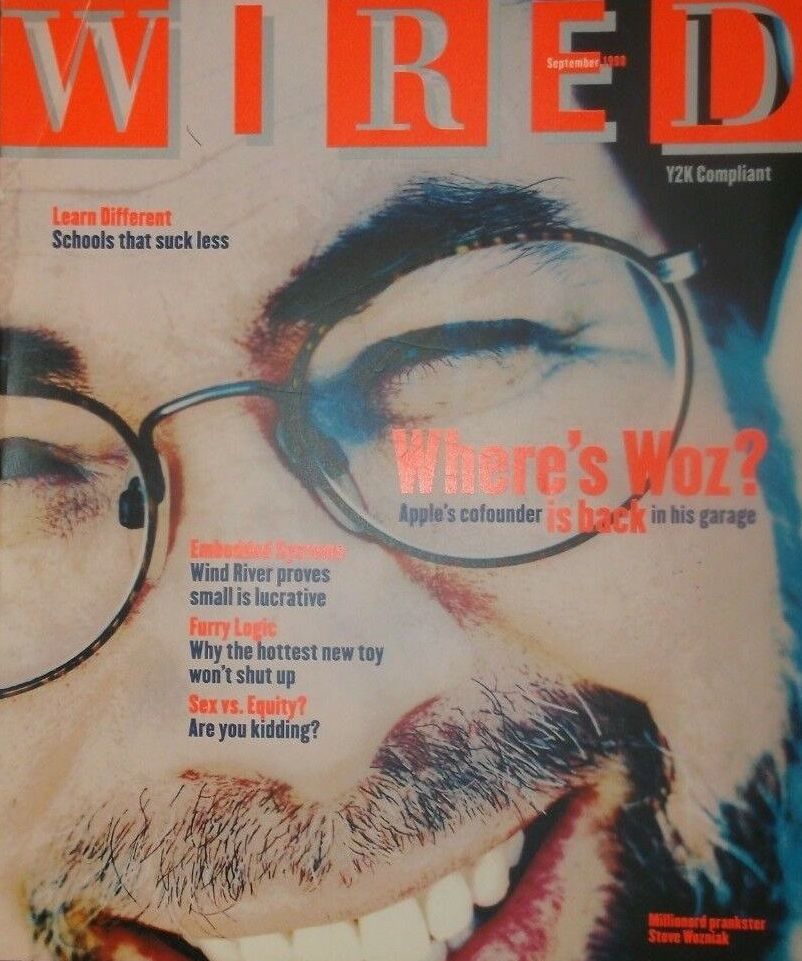 WIRED
September 1998
Y2K Compliant
Learn Different
Schools that suck less
Where's Woz?
Apple's cofounder is back in his garage
Embedded Systems
Wind River proves
small is lucrative
Furry Logic
Why the hottest new toy
won't shut up
Sex vs. Equity?
Are you kidding?
Millionerd prankster
Steve Wozniak